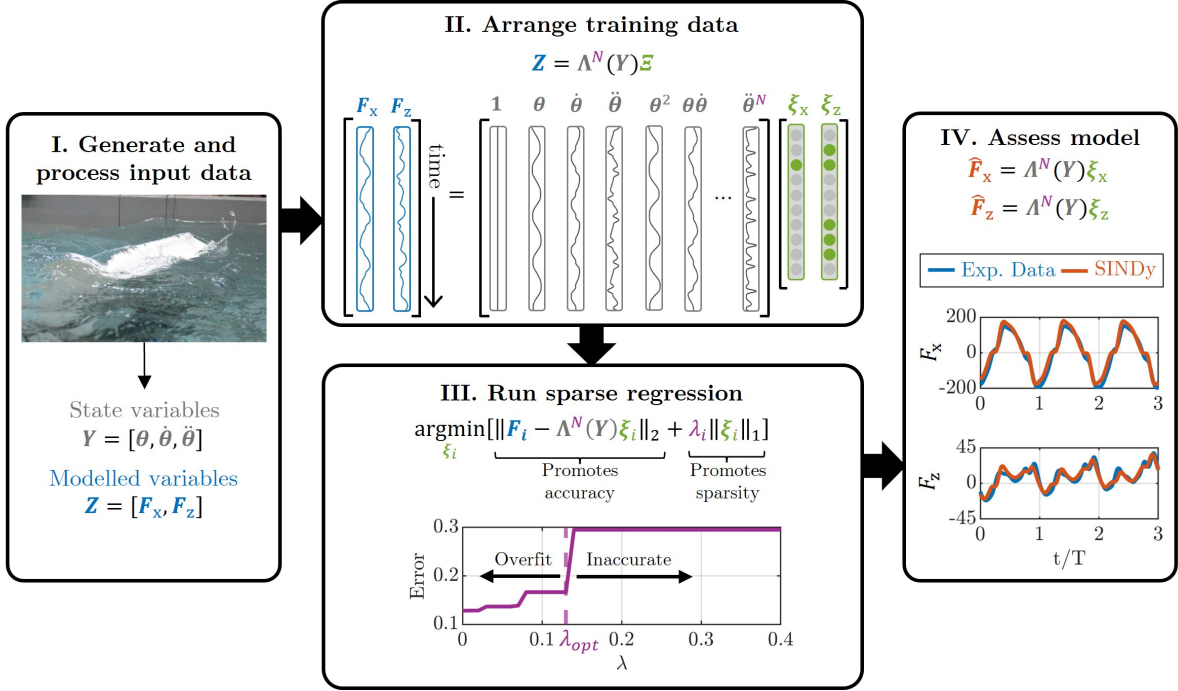 I. Generate and
process input data
State variables
Y = [θ, θ̇, θ̈]
Modelled variables
Z = [Fx, Fz]
II. Arrange training data
Z = Λ^N(Y)Ξ
Fx Fz 1 θ θ̇ θ̈ θ² θθ̇ θ̈^N ξx ξz
time
= ...
III. Run sparse regression
argmin[‖Fi − Λ^N(Y)ξi‖₂ + λi‖ξi‖₁]
ξi
Promotes
accuracy
Promotes
sparsity
Error
0.3
0.2
0.1
Overfit
Inaccurate
0 0.1 λopt 0.2 0.3 0.4
λ
IV. Assess model
F̂x = Λ^N(Y)ξx
F̂z = Λ^N(Y)ξz
Exp. Data SINDy
Fx
200
0
-200
0 1 2 3
Fz
45
0
-45
0 1 2 3
t/T